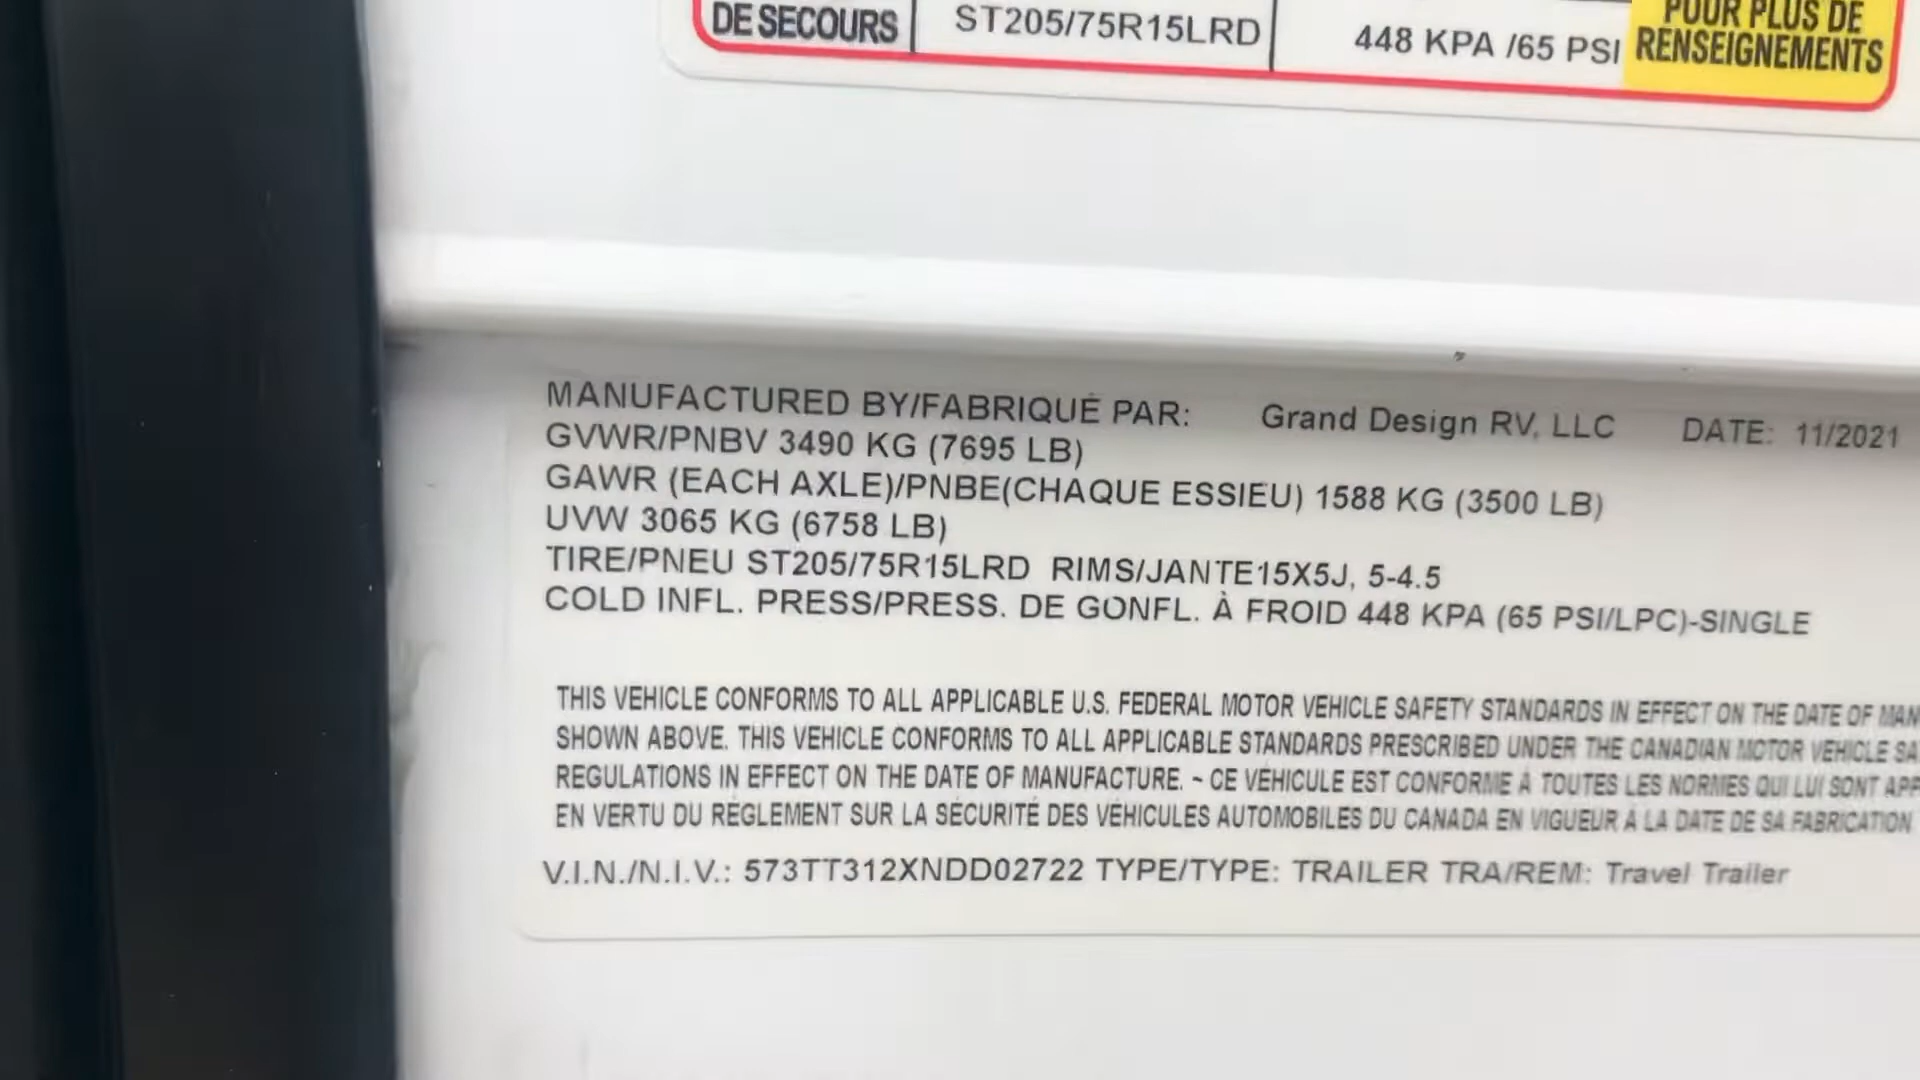 DE SECOURS ST205/75R15LRD 448 KPA /65 PSI POUR PLUS DE
RENSEIGNEMENTS
MANUFACTURED BY/FABRIQUÉ PAR: Grand Design RV, LLC DATE: 11/2021
GVWR/PNBV 3490 KG (7695 LB)
GAWR (EACH AXLE)/PNBE(CHAQUE ESSIEU) 1588 KG (3500 LB)
UVW 3065 KG (6758 LB)
TIRE/PNEU ST205/75R15LRD RIMS/JANTE15X5J, 5-4.5
COLD INFL. PRESS/PRESS. DE GONFL. À FROID 448 KPA (65 PSI/LPC)-SINGLE
THIS VEHICLE CONFORMS TO ALL APPLICABLE U.S. FEDERAL MOTOR VEHICLE SAFETY STANDARDS IN EFFECT ON THE DATE OF MAN
SHOWN ABOVE. THIS VEHICLE CONFORMS TO ALL APPLICABLE STANDARDS PRESCRIBED UNDER THE CANADIAN MOTOR VEHICLE SA
REGULATIONS IN EFFECT ON THE DATE OF MANUFACTURE. ~ CE VÉHICULE EST CONFORME À TOUTES LES NORMES QUI LUI SONT APP
EN VERTU DU RÈGLEMENT SUR LA SÉCURITÉ DES VÉHICULES AUTOMOBILES DU CANADA EN VIGUEUR À LA DATE DE SA FABRICATION
V.I.N./N.I.V.: 573TT312XNDD02722 TYPE/TYPE: TRAILER TRA/REM: Travel Trailer